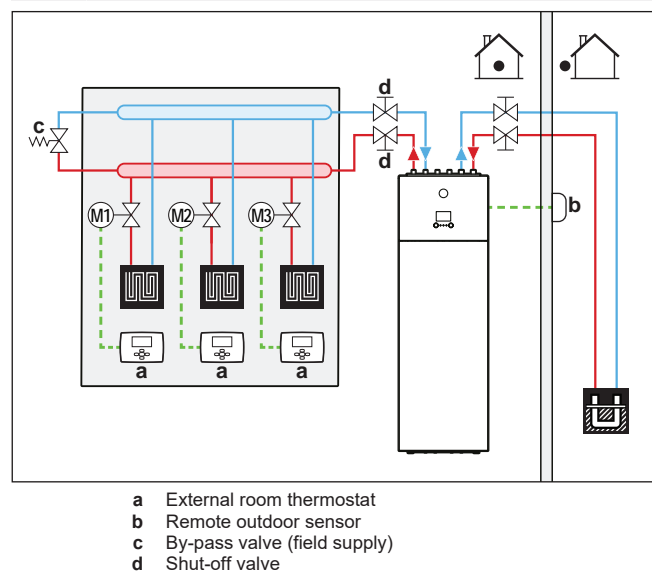 d
c
d
b
M1
M2
M3
a
a
a
a External room thermostat
b Remote outdoor sensor
c By-pass valve (field supply)
d Shut-off valve